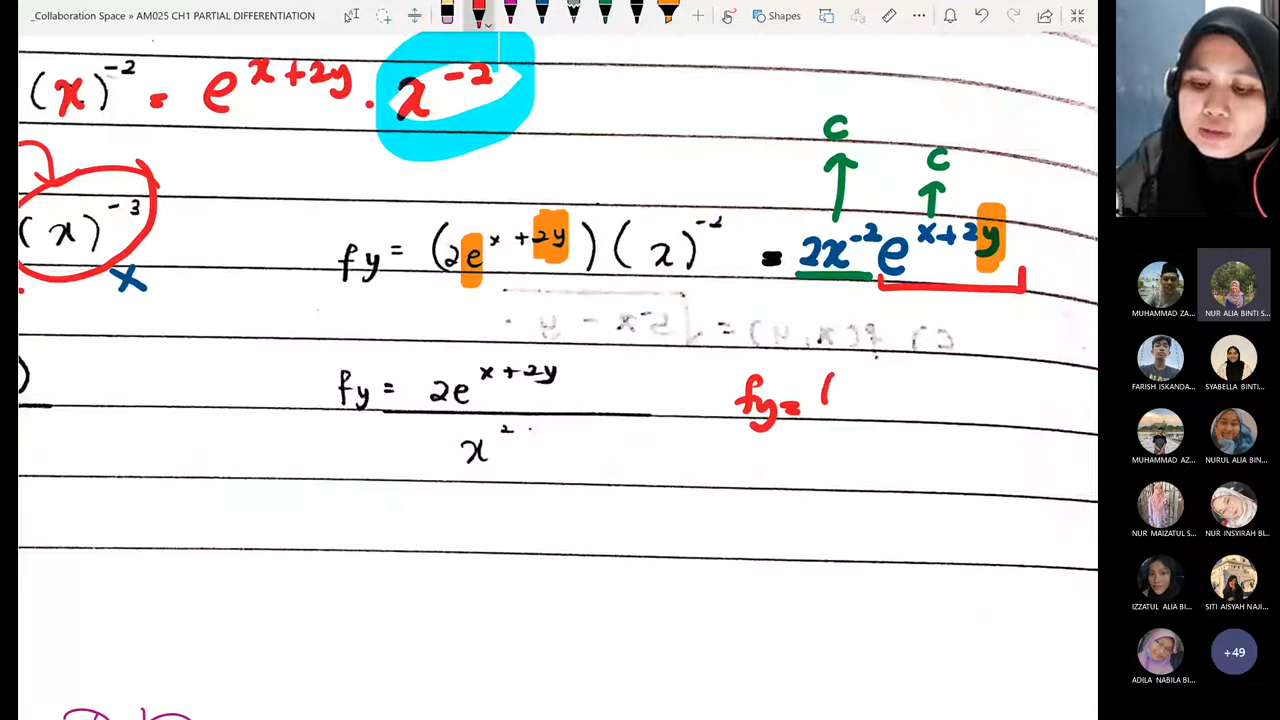 _Collaboration Space » AM025 CH1 PARTIAL DIFFERENTIATION
Shapes
(x)^-2 = e^x+2y . x^-2
c
c
(x)^-3
x
fy = (2e^x+2y)(x)^-2 = 2x^-2 e^x+2y
fy = 2e^x+2y
x^2
fy = (
MUHAMMAD ZA...
NUR ALIA BINTI S...
FARISH ISKANDA...
SYABELLA BINTI...
MUHAMMAD AZ...
NURUL ALIA BIN...
NUR MAIZATUL S...
NUR INSYIRAH BI...
IZZATUL ALIA BI...
SITI AISYAH NAJI...
ADILA NABILA BI...
+49